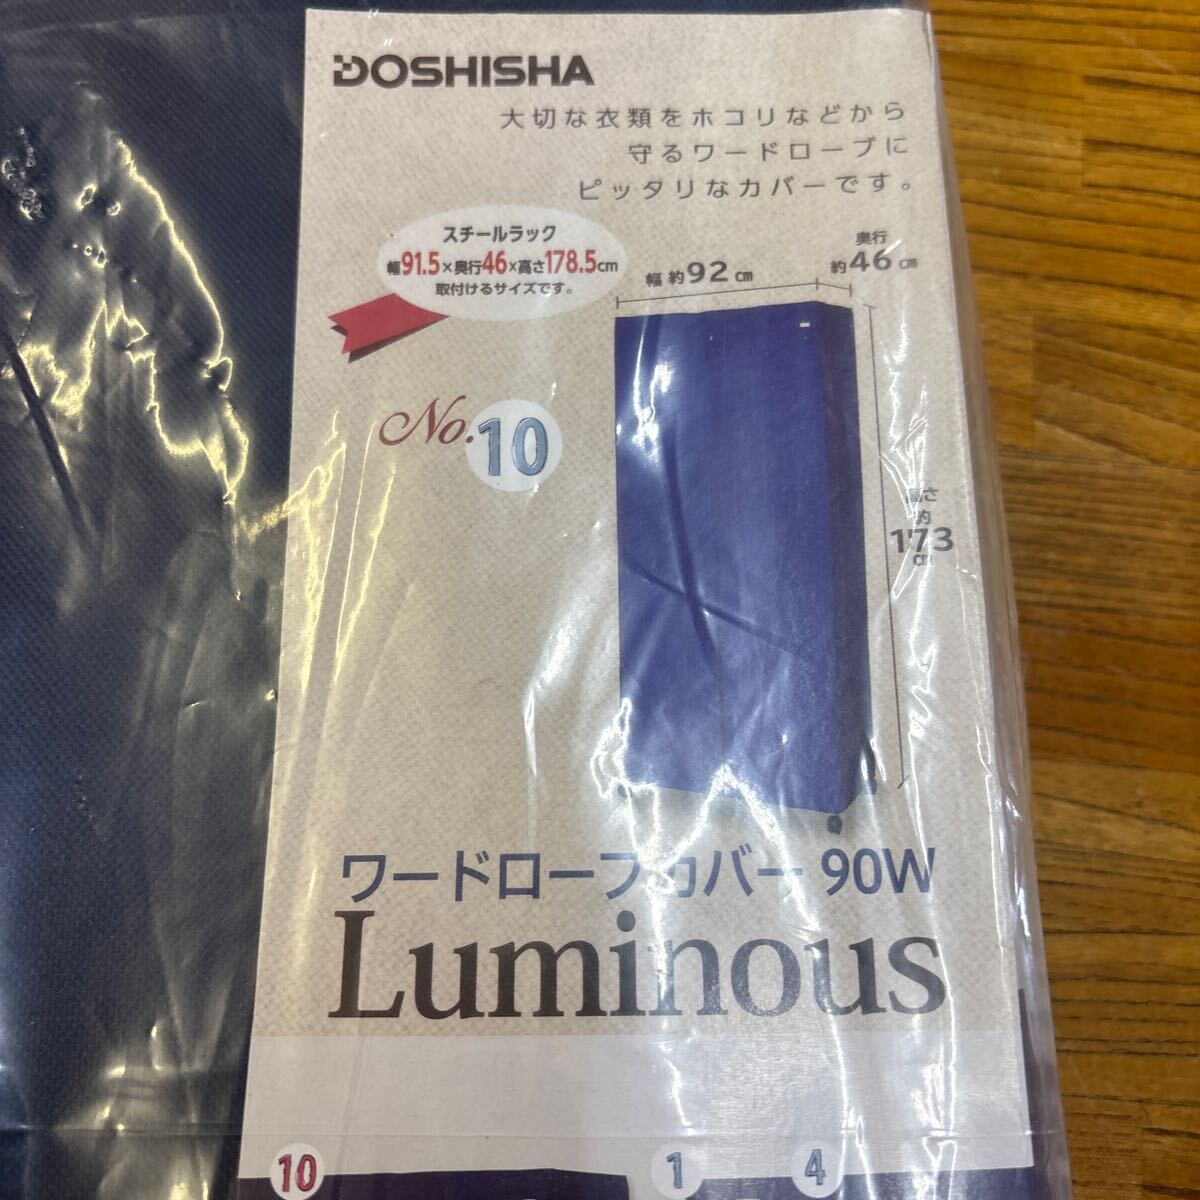 DOSHISHA
大切な衣類をホコリなどから
守るワードローブに
ピッタリなカバーです。
スチールラック
幅91.5×奥行46×高さ178.5cm
取付けるサイズです。
幅 約92cm
奥行
約46cm
No.10
高さ
約
173
cm
ワードローブカバー 90W
Luminous
10
1
4